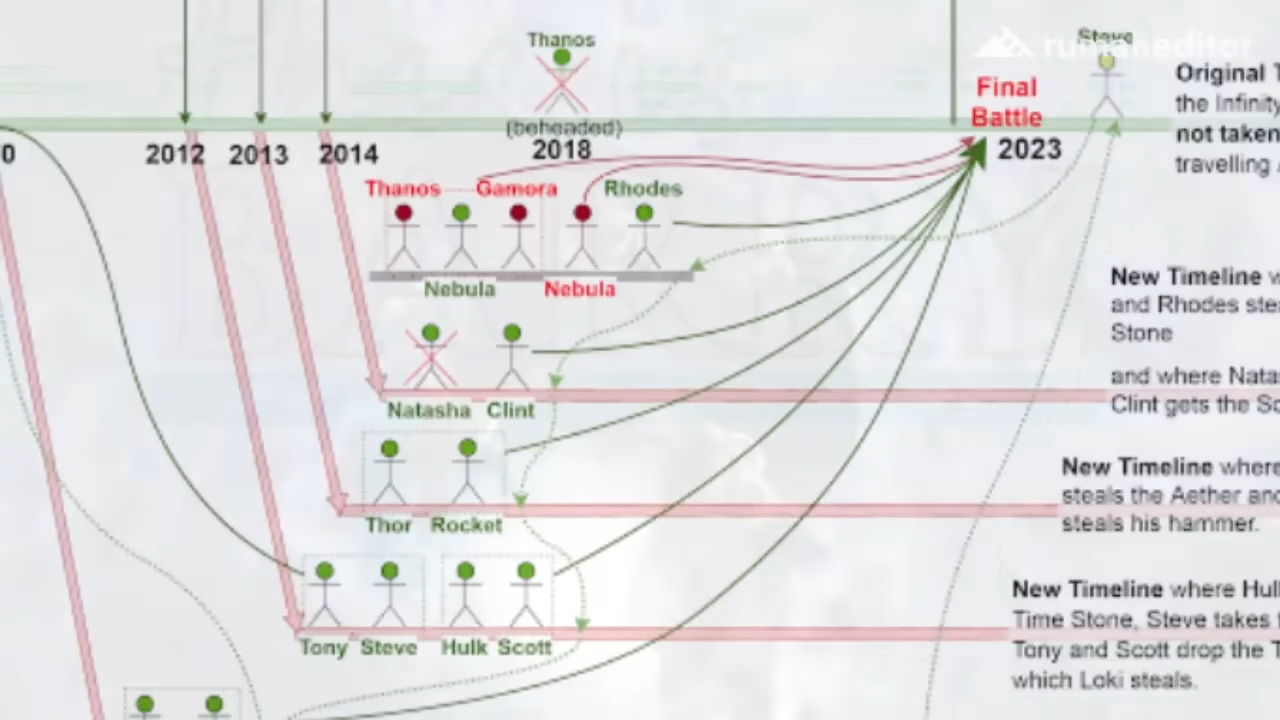 Thanos
Steve
rumaheditor
(beheaded)
Final
Battle
Original
the Infinity
not taken
travelling
0
2012
2013
2014
2018
2023
Thanos
Gamora
Rhodes
Nebula
Nebula
New Timeline
and Rhodes
Stone
and where
Clint gets the
Natasha
Clint
New Timeline where
steals the Aether and
steals his hammer.
Thor
Rocket
New Timeline where Hulk
Time Stone, Steve takes
Tony and Scott drop the
which Loki steals.
Tony
Steve
Hulk
Scott